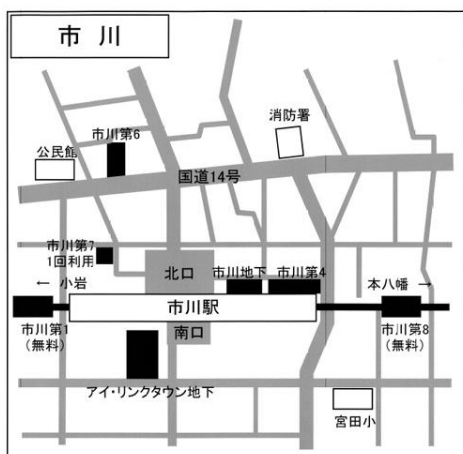 市川
消防署
市川第6
公民館
国道14号
市川第7
1回利用
北口
市川地下
市川第4
← 小岩
本八幡 →
市川駅
市川第1
(無料)
南口
市川第8
(無料)
アイ・リンクタウン地下
宮田小